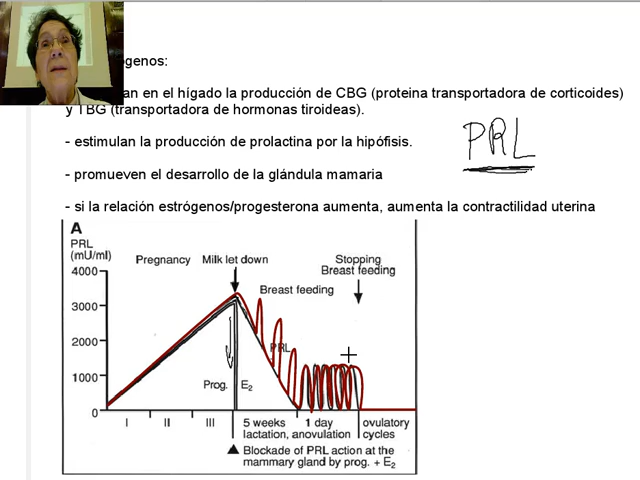 en el hígado la producción de CBG (proteina transportadora de corticoides)
y TBG (transportadora de hormonas tiroideas).
- estimulan la producción de prolactina por la hipófisis.
PRL
- promueven el desarrollo de la glándula mamaria
- si la relación estrógenos/progesterona aumenta, aumenta la contractilidad uterina
A
PRL
(mU/ml)
Pregnancy
Milk let down
Stopping
Breast feeding
4000
Breast feeding
3000
2000
PRL
1000
Prog.
E2
0
I
II
III
5 weeks
lactation, anovulation
1 day
ovulatory
cycles
▲ Blockade of PRL action at the
mammary gland by prog. + E2